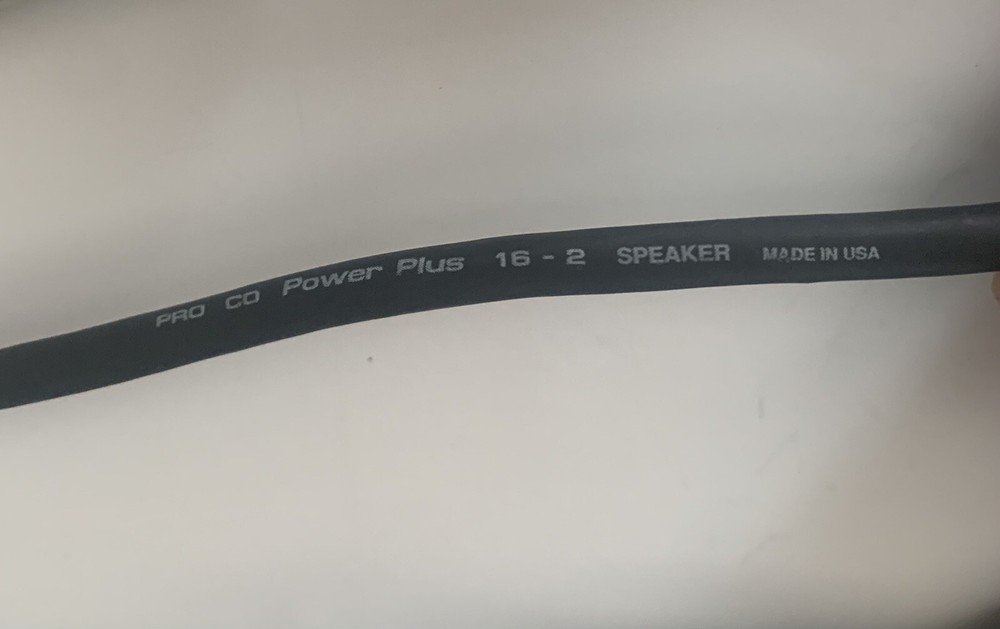 PRO CO Power Plus 16 - 2 SPEAKER MADE IN USA